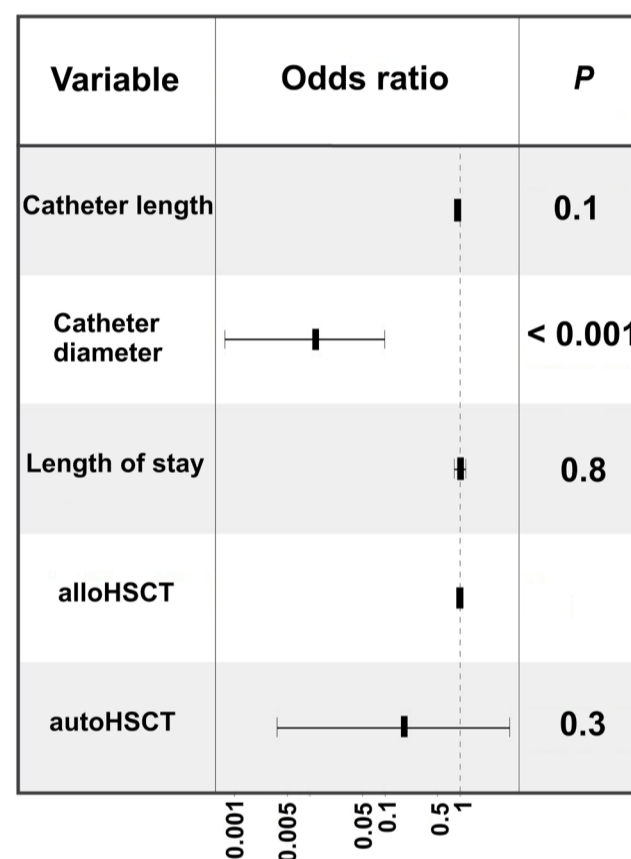 Variable Odds ratio P
Catheter length 0.1
Catheter
diameter < 0.001
Length of stay 0.8
alloHSCT
autoHSCT 0.3
0.001 0.005 0.05 0.1 0.5 1